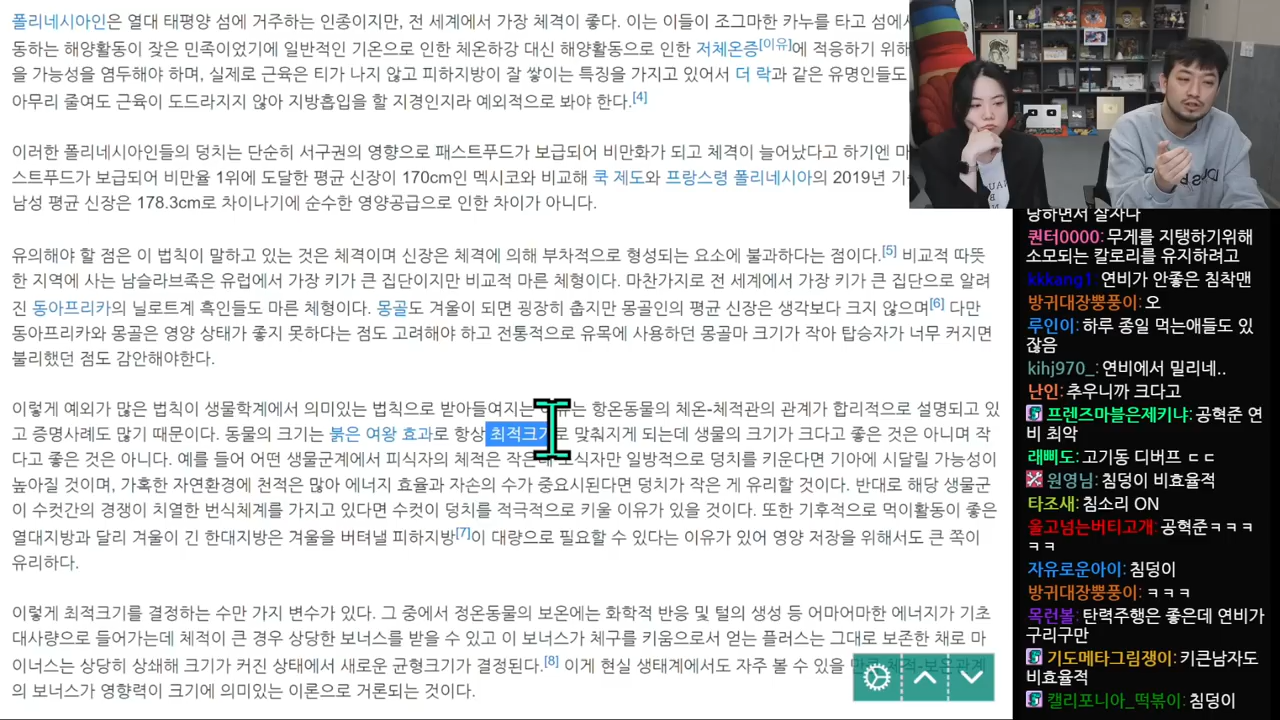 폴리네시아인은 열대 태평양 섬에 거주하는 인종이지만, 전 세계에서 가장 체격이 좋다. 이는 이들이 조그마한 카누를 타고 섬에서
동하는 해양활동이 잦은 민족이었기에 일반적인 기온으로 인한 체온하강 대신 해양활동으로 인한 저체온증[이유]에 적응하기 위해
을 가능성을 염두해야 하며, 실제로 근육은 티가 나지 않고 피하지방이 잘 쌓이는 특징을 가지고 있어서 더 락과 같은 유명인들도
아무리 줄여도 근육이 도드라지지 않아 지방흡입을 할 지경인지라 예외적으로 봐야 한다.[4]
이러한 폴리네시아인들의 덩치는 단순히 서구권의 영향으로 패스트푸드가 보급되어 비만화가 되고 체격이 늘어났다고 하기엔
스트푸드가 보급되어 비만율 1위에 도달한 평균 신장이 170cm인 멕시코와 비교해 쿡 제도와 프랑스령 폴리네시아의 2019년
남성 평균 신장은 178.3cm로 차이나기에 순수한 영양공급으로 인한 차이가 아니다.
유의해야 할 점은 이 법칙이 말하고 있는 것은 체격이며 신장은 체격에 의해 부차적으로 형성되는 요소에 불과하다는 점이다.[5] 비교적 따뜻
한 지역에 사는 남슬라브족은 유럽에서 가장 키가 큰 집단이지만 비교적 마른 체형이다. 마찬가지로 전 세계에서 가장 키가 큰 집단으로 알려
진 동아프리카의 닐로트계 흑인들도 마른 체형이다. 몽골도 겨울이 되면 굉장히 춥지만 몽골인의 평균 신장은 생각보다 크지 않으며[6] 다만
동아프리카와 몽골은 영양 상태가 좋지 못하다는 점도 고려해야 하고 전통적으로 유목에 사용하던 몽골마 크기가 작아 탑승자가 너무 커지면
불리했던 점도 감안해야한다.
이렇게 예외가 많은 법칙이 생물학계에서 의미있는 법칙으로 받아들여지는 항온동물의 체온-체적관의 관계가 합리적으로 설명되고 있
고 증명사례도 많기 때문이다. 동물의 크기는 붉은 여왕 효과로 항상 최적크기로 맞춰지게 되는데 생물의 크기가 크다고 좋은 것은 아니며 작
다고 좋은 것은 아니다. 예를 들어 어떤 생물군계에서 피식자의 체적은 작은데 포식자만 일방적으로 덩치를 키운다면 기아에 시달릴 가능성이
높아질 것이며, 가혹한 자연환경에 천적은 많아 에너지 효율과 자손의 수가 중요시된다면 덩치가 작은 게 유리할 것이다. 반대로 해당 생물군
이 수컷간의 경쟁이 치열한 번식체계를 가지고 있다면 수컷이 덩치를 적극적으로 키울 이유가 있을 것이다. 또한 기후적으로 먹이활동이 좋은
열대지방과 달리 겨울이 긴 한대지방은 겨울을 버텨낼 피하지방[7]이 대량으로 필요할 수 있다는 이유가 있어 영양 저장을 위해서도 큰 쪽이
유리하다.
이렇게 최적크기를 결정하는 수만 가지 변수가 있다. 그 중에서 정온동물의 보온에는 화학적 반응 및 털의 생성 등 어마어마한 에너지가 기초
대사량으로 들어가는데 체적이 큰 경우 상당한 보너스를 받을 수 있고 이 보너스가 체구를 키움으로서 얻는 플러스는 그대로 보존한 채로 마
이너스는 상당히 상쇄해 크기가 커진 상태에서 새로운 균형크기가 결정된다.[8] 이게 현실 생태계에서도 자주 볼 수 있을 만큼 체적-보온관계
의 보너스가 영향력이 크기에 의미있는 이론으로 거론되는 것이다.
당하면서 살자나
퀀터0000: 무게를 지탱하기위해
소모되는 칼로리를 유지하려고
kkkang1: 연비가 안좋은 침착맨
방귀대장뿡풍이: 오
루인이: 하루 종일 먹는애들도 있
잖음
kihj970_: 연비에서 밀리네..
난인: 추우니까 크다고
프렌즈마블은제키냐: 공혁준 연
비 최악
래삐도: 고기동 디버프 ㄷㄷ
원영님: 침덩이 비효율적
타조새: 침소리 ON
울고넘는버티고개: 공혁준ㅋㅋㅋ
ㅋㅋ
자유로운아이: 침덩이
방귀대장뿡풍이: ㅋㅋㅋ
목련볼: 탄력주행은 좋은데 연비가
구리구만
기도메타그림쟁이: 키큰남자도
비효율적
캘리포니아_떡볶이: 침덩이